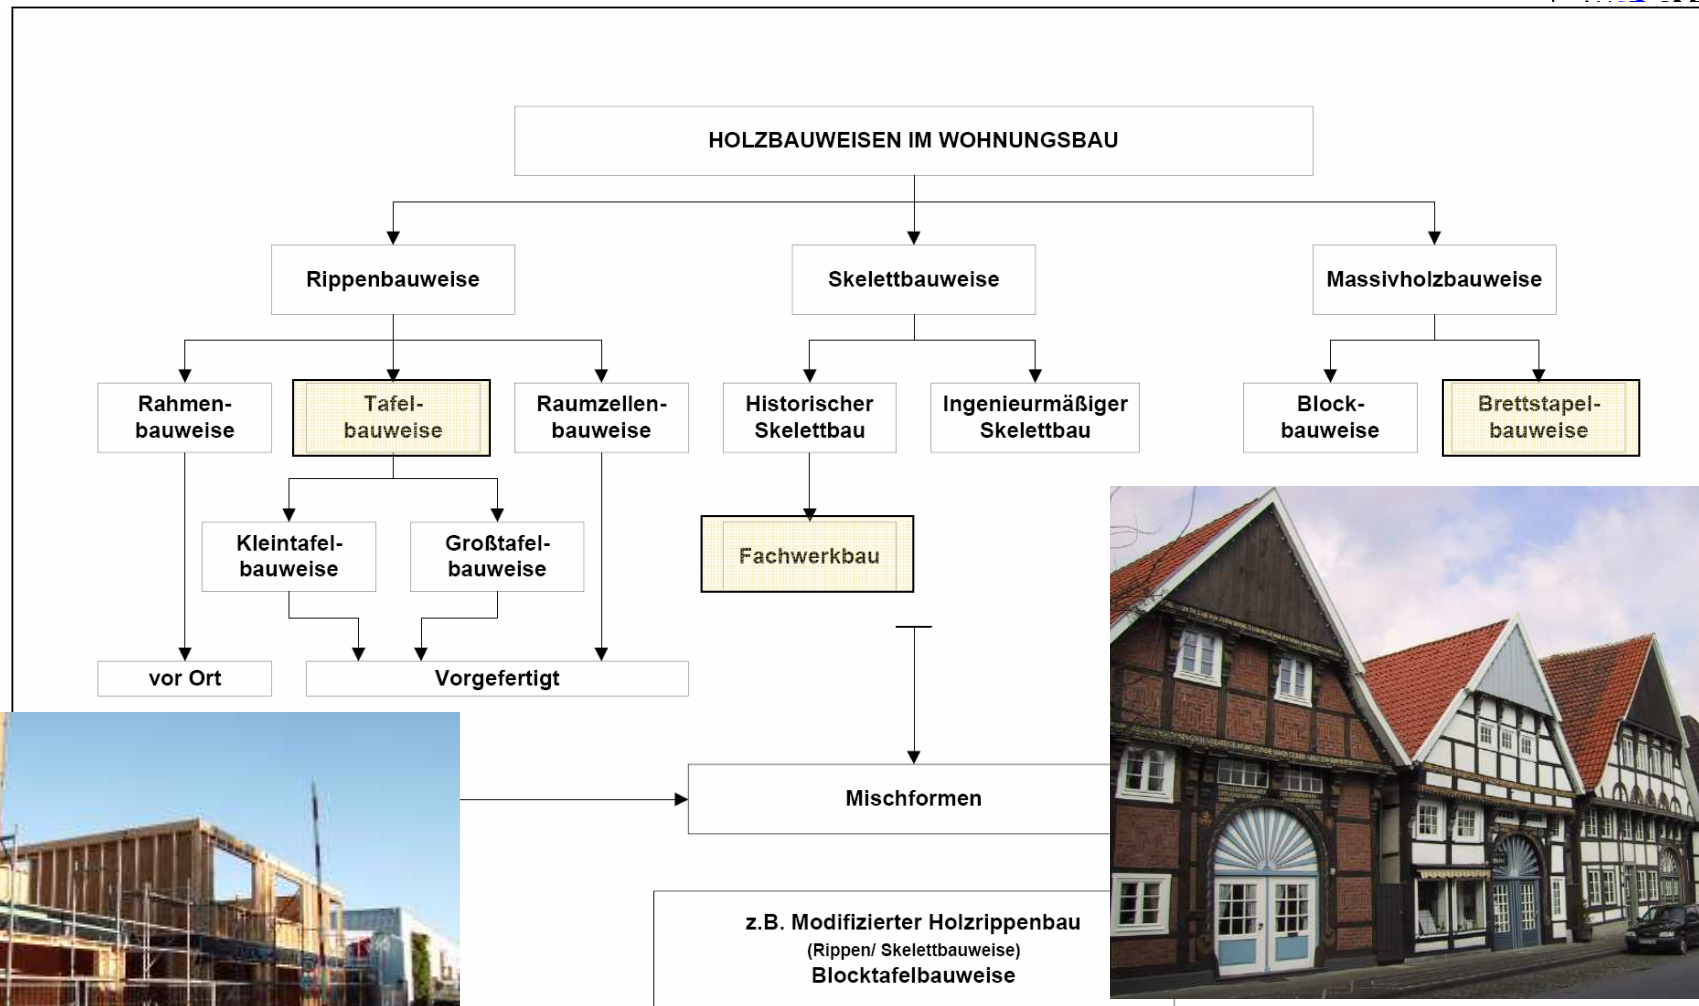 HOLZBAUWEISEN IM WOHNUNGSBAU
Rippenbauweise
Skelettbauweise
Massivholzbauweise
Rahmen-
bauweise
Tafel-
bauweise
Raumzellen-
bauweise
Historischer
Skelettbau
Ingenieurmäßiger
Skelettbau
Block-
bauweise
Brettstapel-
bauweise
Kleintafel-
bauweise
Großtafel-
bauweise
Fachwerkbau
vor Ort
Vorgefertigt
Mischformen
z.B. Modifizierter Holzrippenbau
(Rippen/ Skelettbauweise)
Blocktafelbauweise